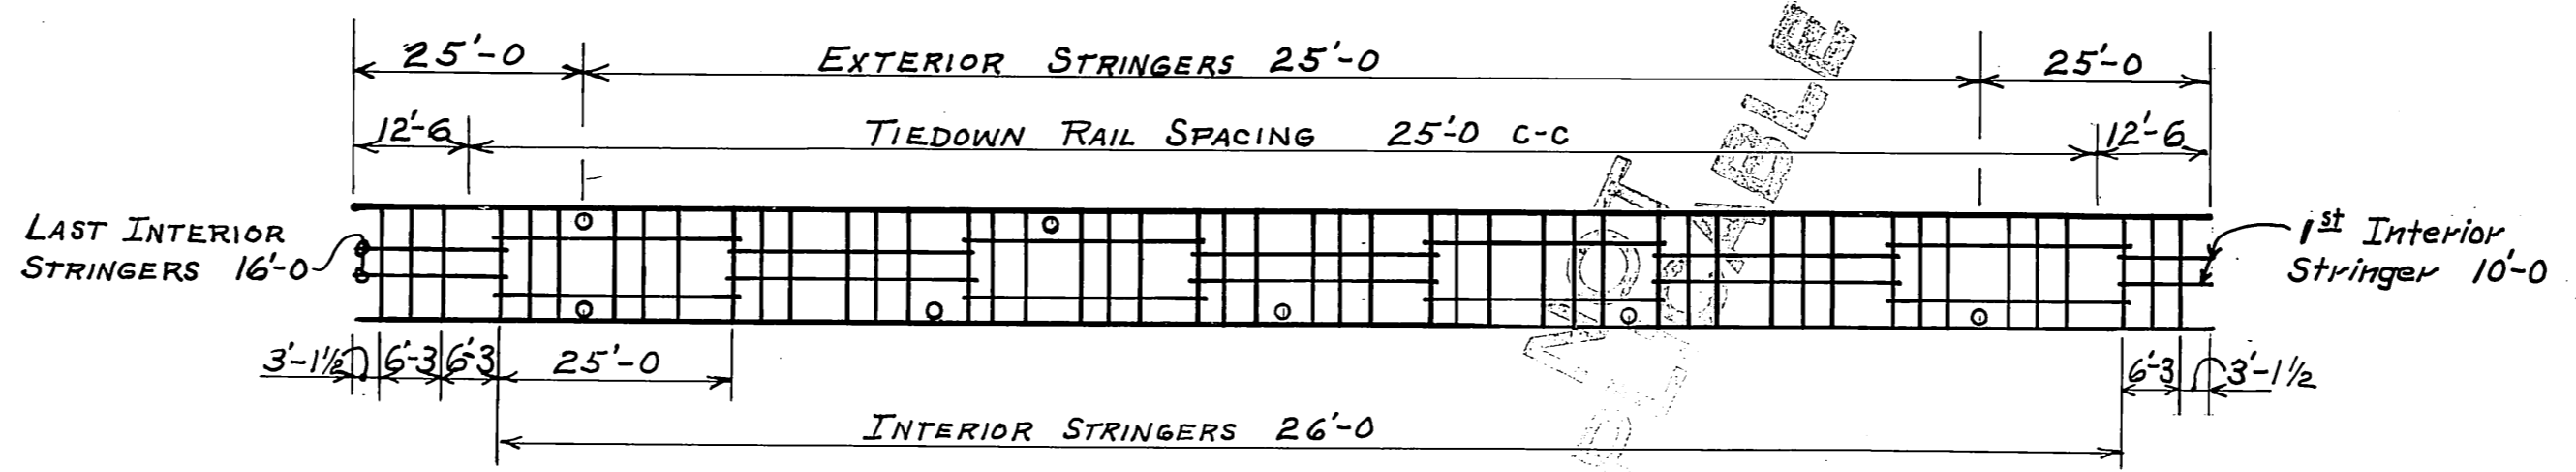 25'-0
EXTERIOR STRINGERS 25'-0
25'-0
12'-6
TIEDOWN RAIL SPACING 25'-0 C-C
12'-6
LAST INTERIOR
STRINGERS 16'-0
1st Interior
Stringer 10'-0
3'-1½
6'-3
6'-3
25'-0
6'-3
3'-1½
INTERIOR STRINGERS 26'-0